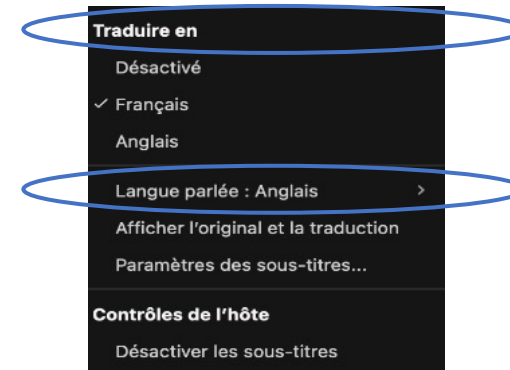 Traduire en
Désactivé
✓ Français
Anglais
Langue parlée : Anglais >
Afficher l'original et la traduction
Paramètres des sous-titres...
Contrôles de l'hôte
Désactiver les sous-titres